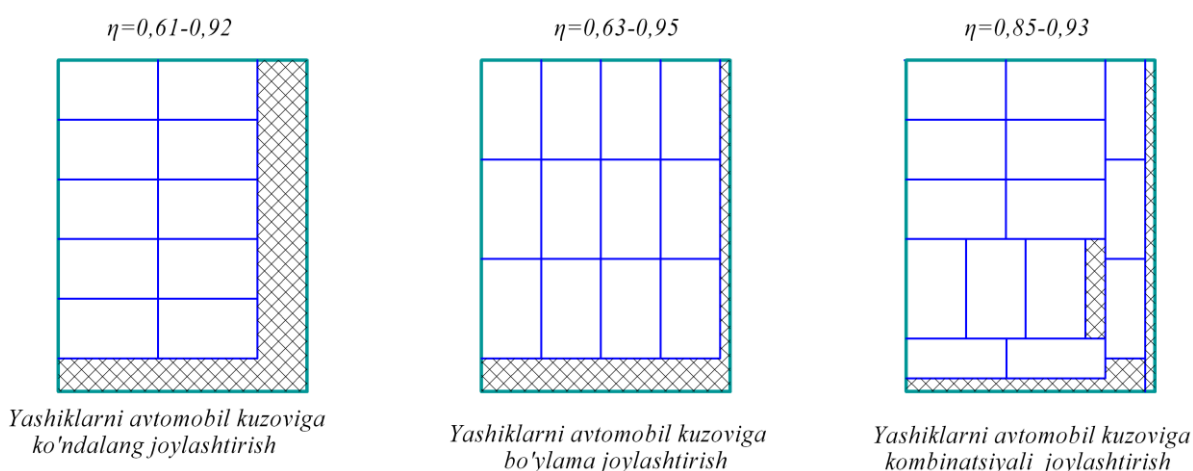 η=0,61-0,92
η=0,63-0,95
η=0,85-0,93
Yashiklarni avtomobil kuzoviga
ko'ndalang joylashtirish
Yashiklarni avtomobil kuzoviga
bo'ylama joylashtirish
Yashiklarni avtomobil kuzoviga
kombinatsiyali joylashtirish